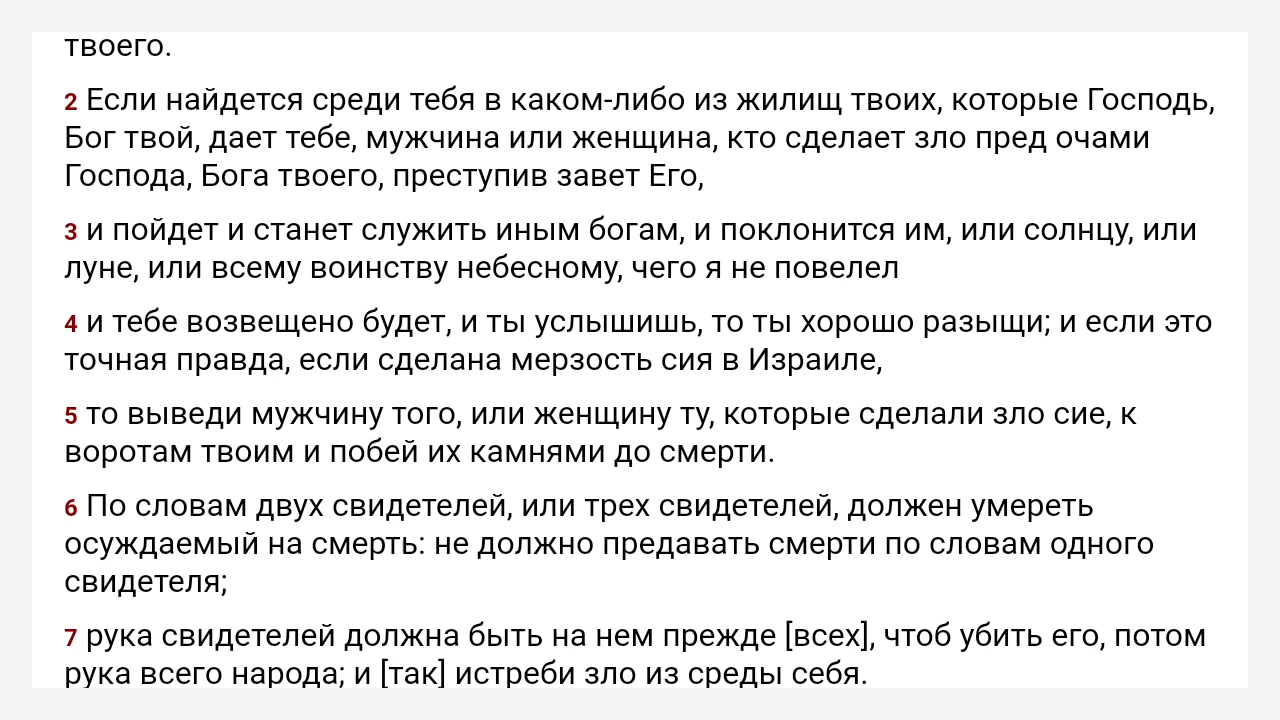 твоего.
2 Если найдется среди тебя в каком-либо из жилищ твоих, которые Господь,
Бог твой, дает тебе, мужчина или женщина, кто сделает зло пред очами
Господа, Бога твоего, преступив завет Его,
3 и пойдет и станет служить иным богам, и поклонится им, или солнцу, или
луне, или всему воинству небесному, чего я не повелел
4 и тебе возвещено будет, и ты услышишь, то ты хорошо разыщи; и если это
точная правда, если сделана мерзость сия в Израиле,
5 то выведи мужчину того, или женщину ту, которые сделали зло сие, к
воротам твоим и побей их камнями до смерти.
6 По словам двух свидетелей, или трех свидетелей, должен умереть
осуждаемый на смерть: не должно предавать смерти по словам одного
свидетеля;
7 рука свидетелей должна быть на нем прежде [всех], чтоб убить его, потом
рука всего народа; и [так] истреби зло из среды себя.